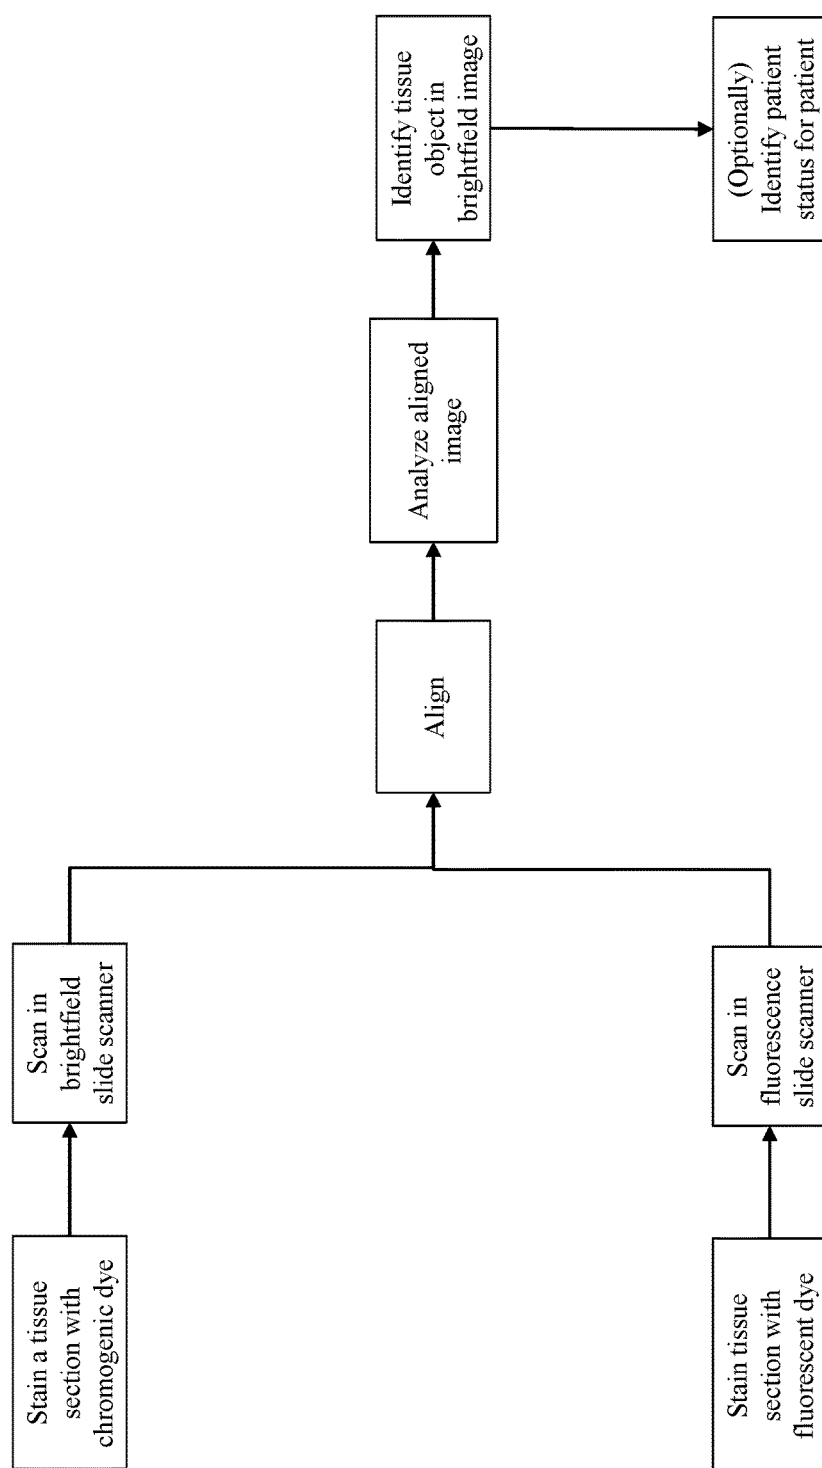 Stain a tissue
section with
chromogenic dye
Scan in
brightfield
slide scanner
Stain tissue
section with
fluorescent dye
Scan in
fluorescence
slide scanner
Align
Analyze aligned
image
Identify tissue
object in
brightfield image
(Optionally)
Identify patient
status for patient